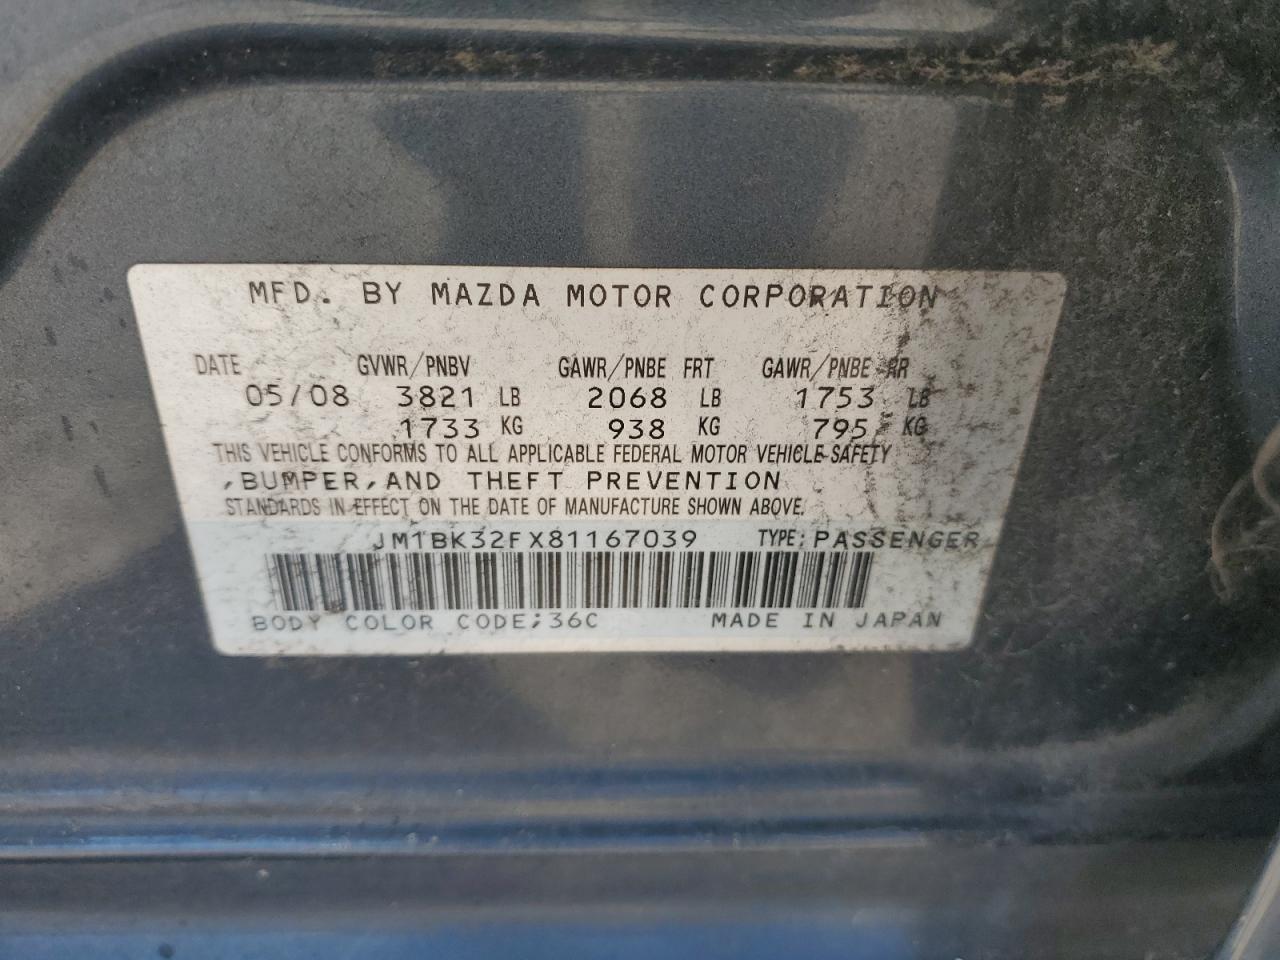 MFD. BY MAZDA MOTOR CORPORATION
DATE GVWR/PNBV GAWR/PNBE FRT GAWR/PNBE RR
05/08 3821 LB 2068 LB 1753 LB
1733 KG 938 KG 795 KG
THIS VEHICLE CONFORMS TO ALL APPLICABLE FEDERAL MOTOR VEHICLE SAFETY
,BUMPER,AND THEFT PREVENTION
STANDARDS IN EFFECT ON THE DATE OF MANUFACTURE SHOWN ABOVE.
JM1BK32FX81167039 TYPE: PASSENGER
BODY COLOR CODE;36C MADE IN JAPAN